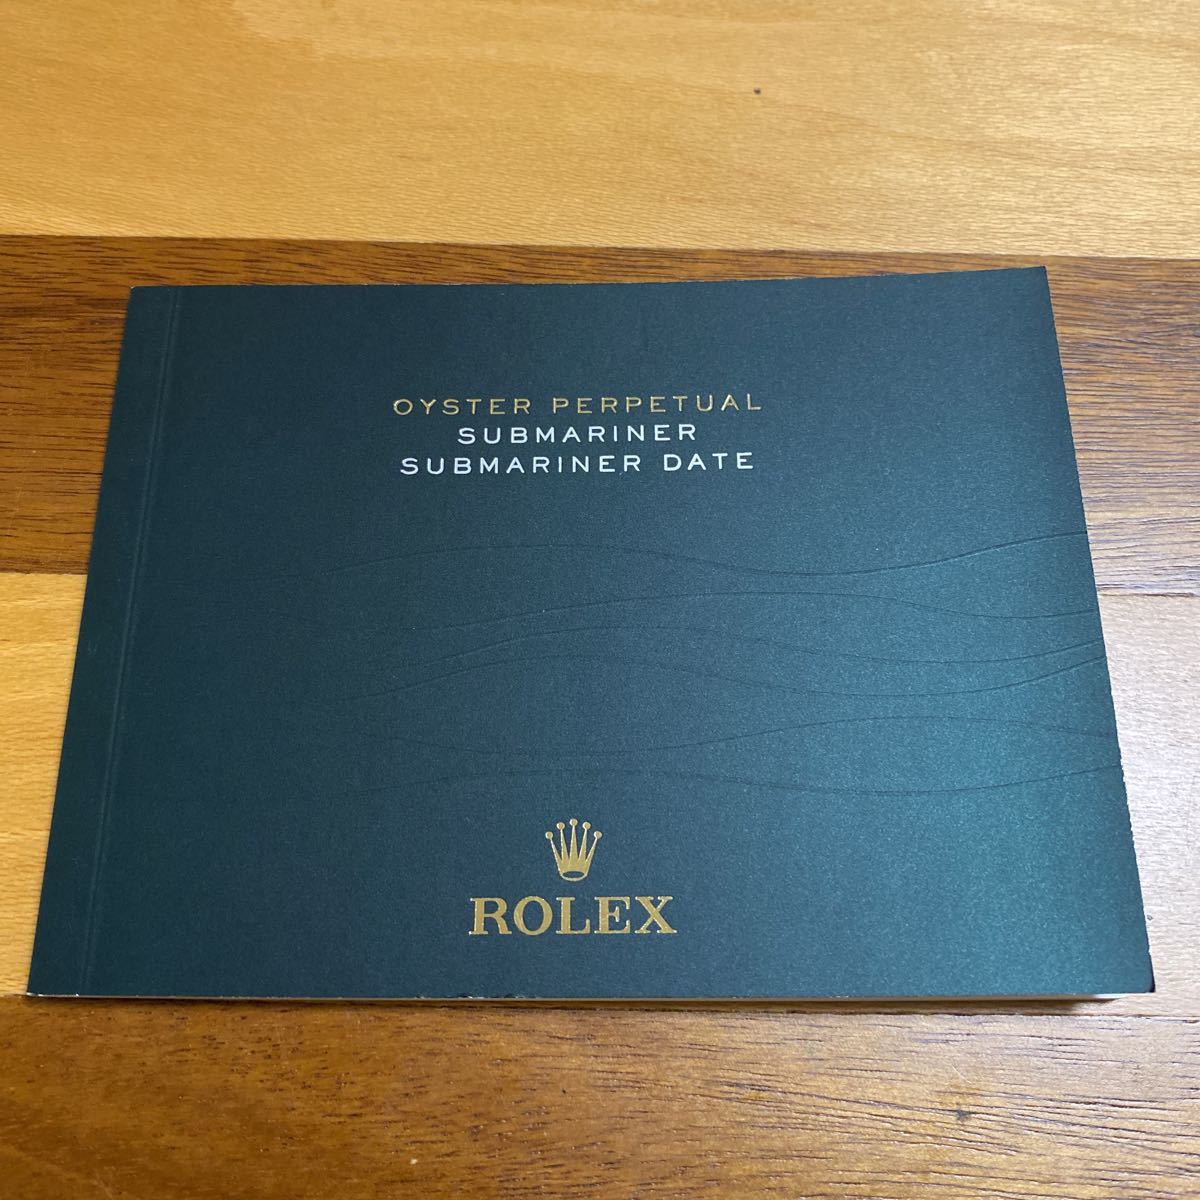 OYSTER PERPETUAL
SUBMARINER
SUBMARINER DATE
ROLEX